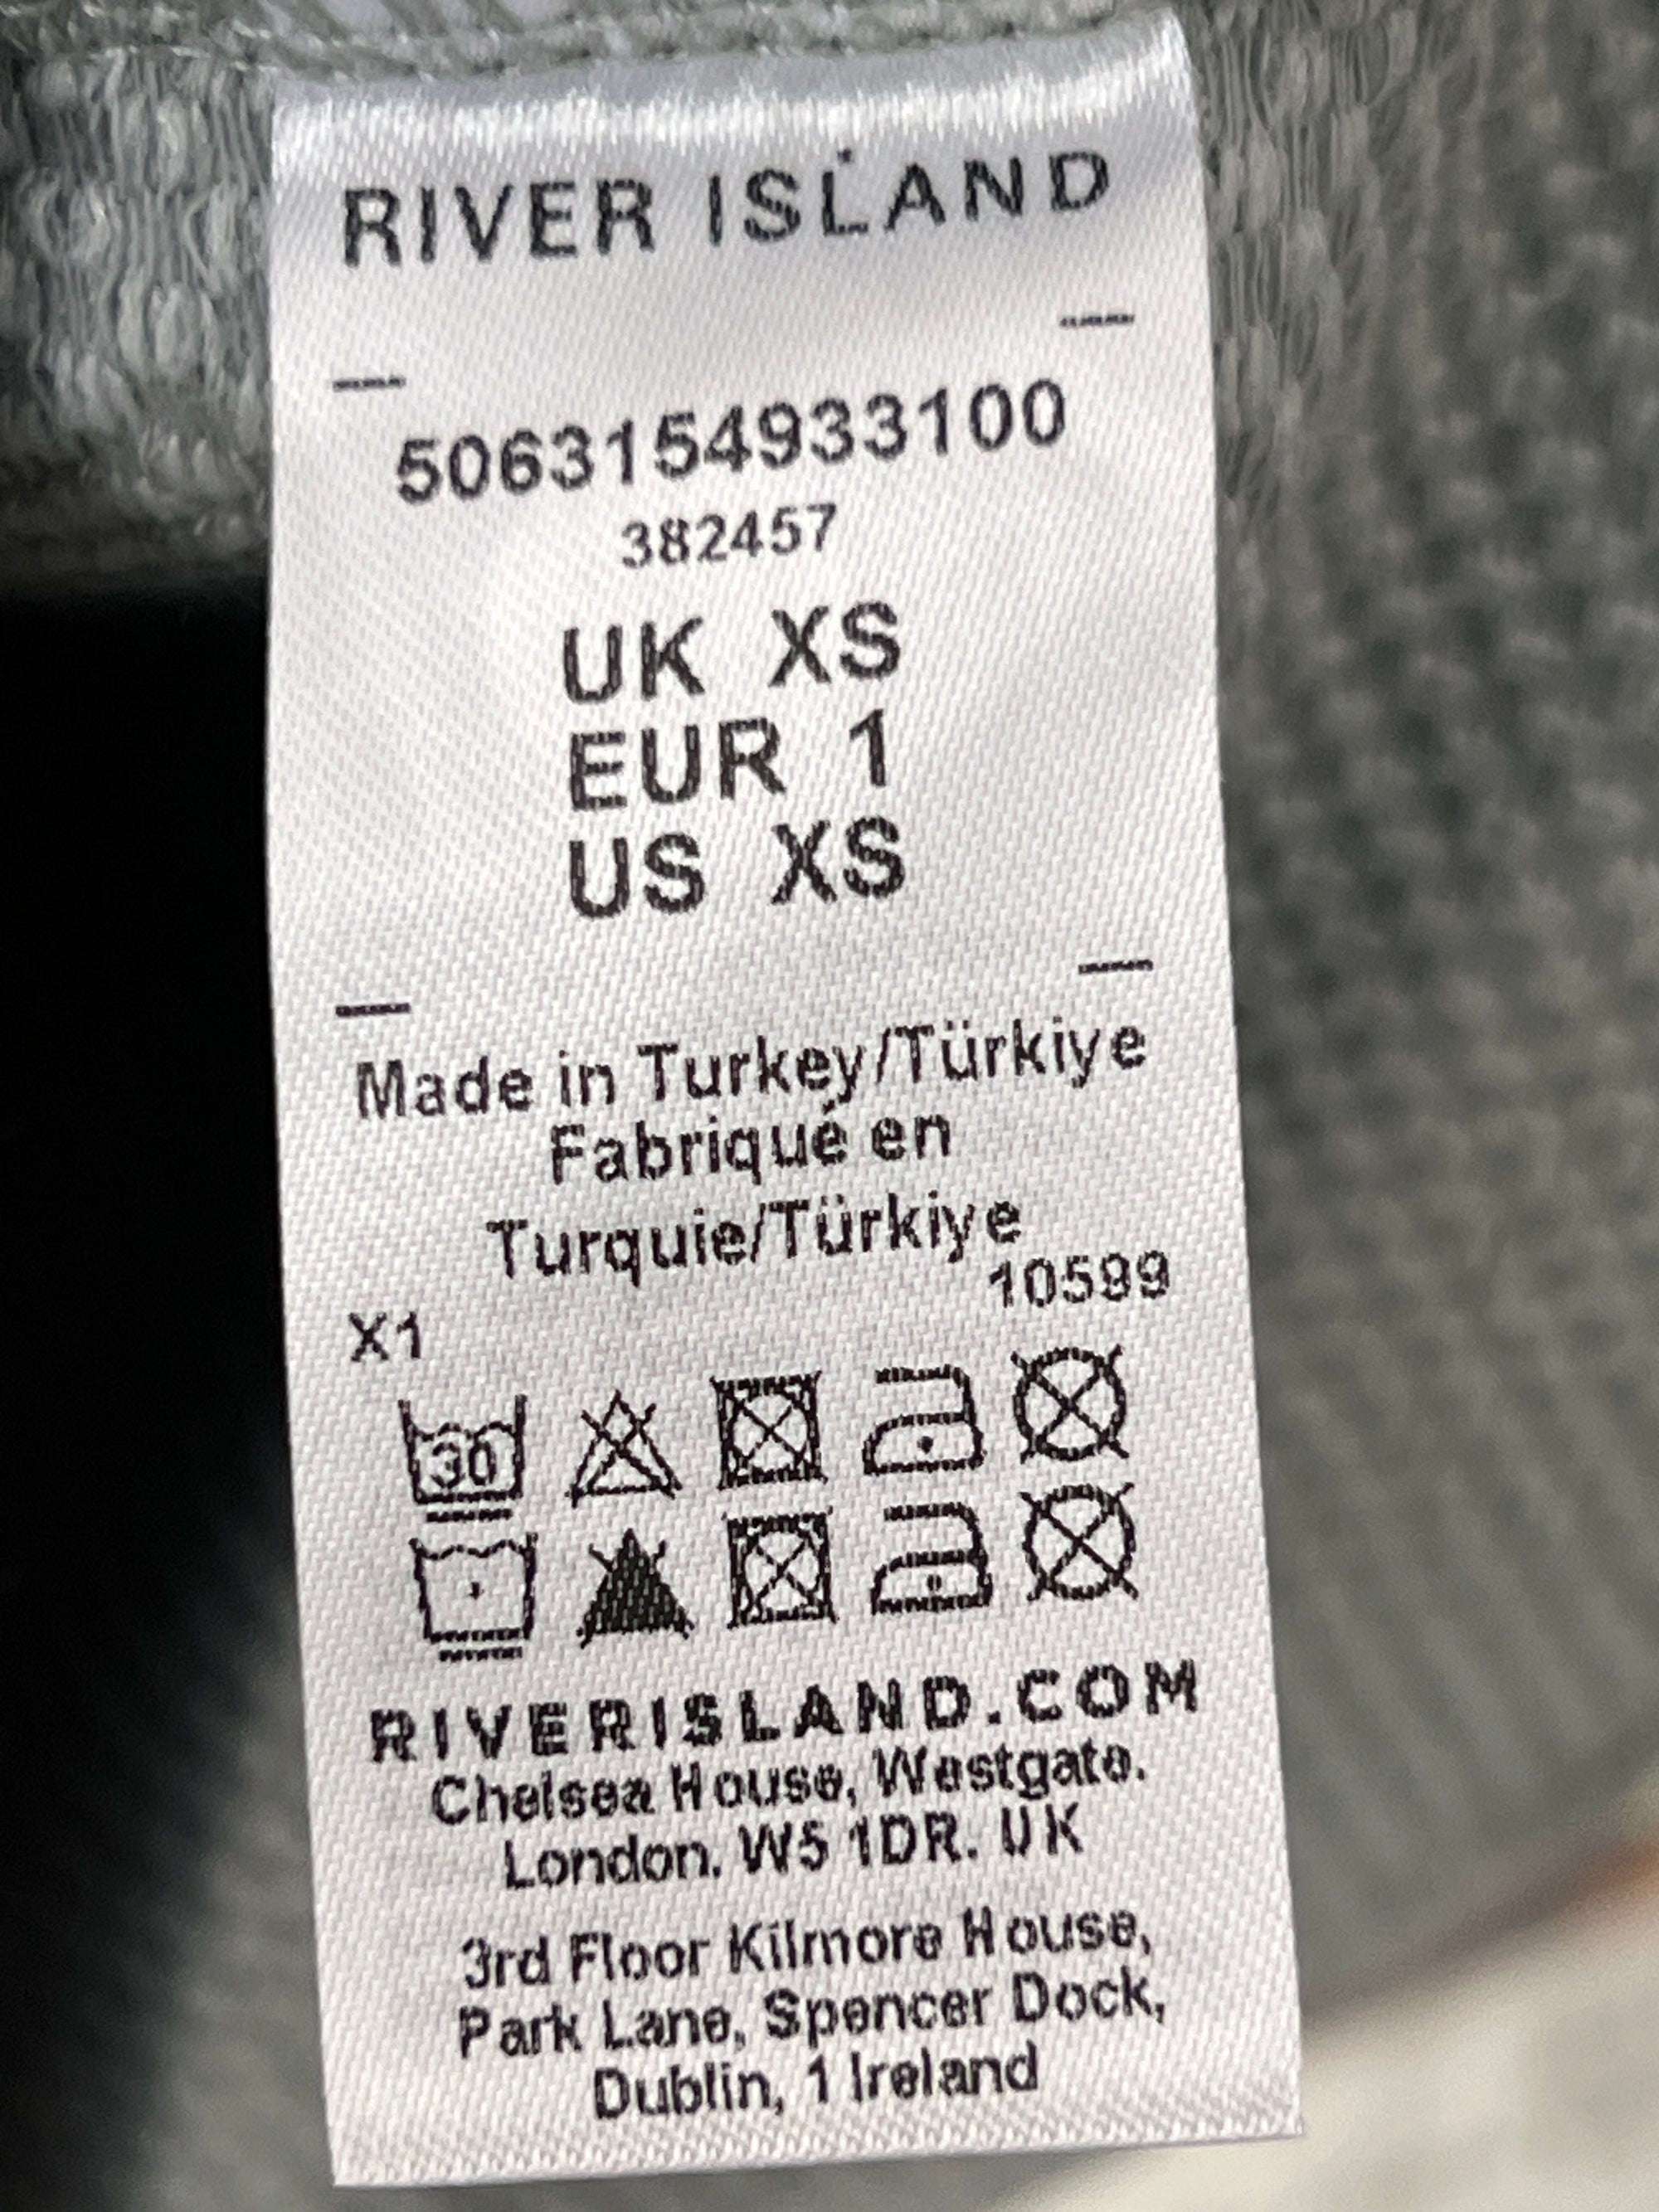 RIVER ISLAND
5063154933100
382457
UK XS
EUR 1
US XS
Made in Turkey/Türkiye
Fabriqué en
Turquie/Türkiye
10599
X1
30
RIVERISLAND.COM
Chelsea House, Westgate.
London. W5 1DR. UK
3rd Floor Kilmore House,
Park Lane, Spencer Dock,
Dublin, 1 Ireland